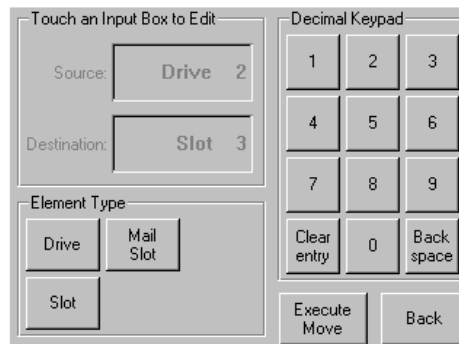 Touch an Input Box to Edit
Source: Drive 2
Destination: Slot 3
Element Type
Drive
Mail
Slot
Slot
Decimal Keypad
1 2 3
4 5 6
7 8 9
Clear
entry
0
Back
space
Execute
Move
Back